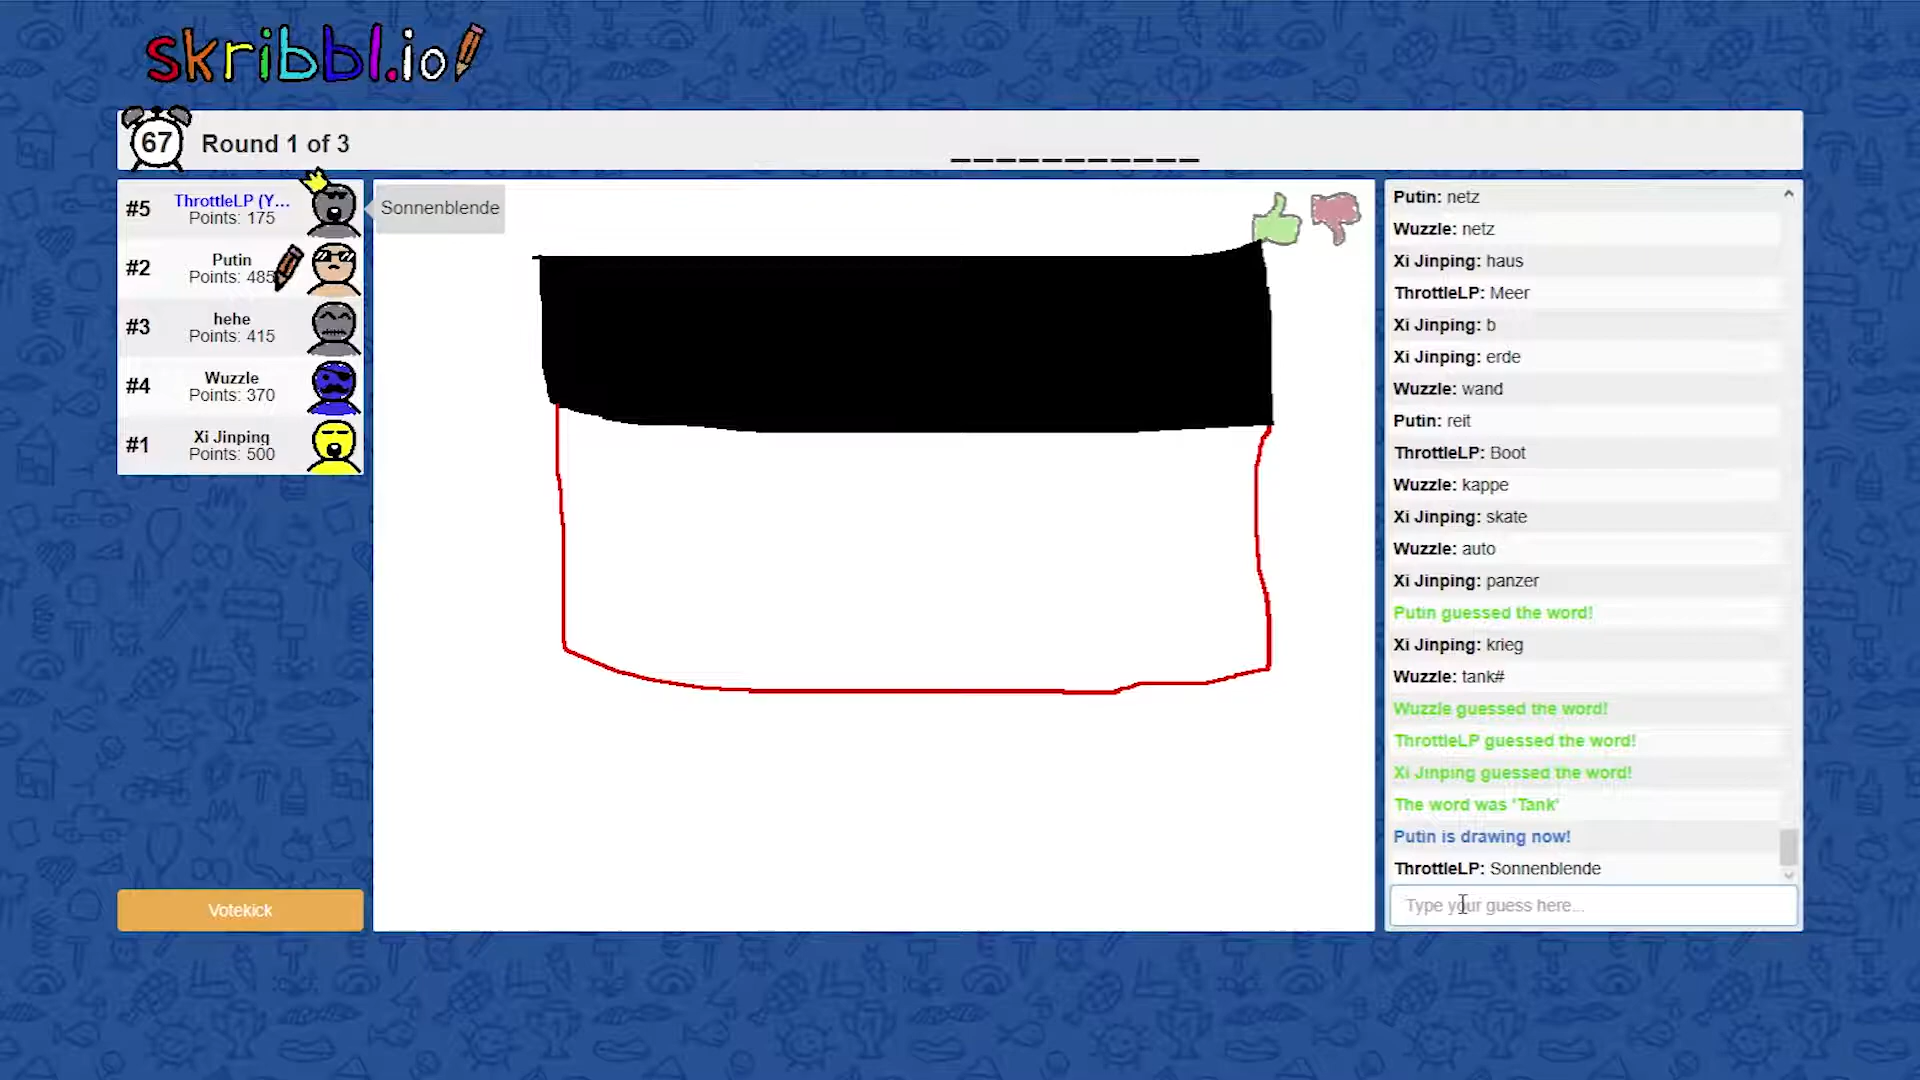 skribbl.io
67
Round 1 of 3
___________
#5
ThrottleLP (Y...
Points: 175
#2
Putin
Points: 485
#3
hehe
Points: 415
#4
Wuzzle
Points: 370
#1
Xi Jinping
Points: 500
Votekick
Sonnenblende
Putin: netz
Wuzzle: netz
Xi Jinping: haus
ThrottleLP: Meer
Xi Jinping: b
Xi Jinping: erde
Wuzzle: wand
Putin: reit
ThrottleLP: Boot
Wuzzle: kappe
Xi Jinping: skate
Wuzzle: auto
Xi Jinping: panzer
Putin guessed the word!
Xi Jinping: krieg
Wuzzle: tank#
Wuzzle guessed the word!
ThrottleLP guessed the word!
Xi Jinping guessed the word!
The word was 'Tank'
Putin is drawing now!
ThrottleLP: Sonnenblende
Type your guess here...